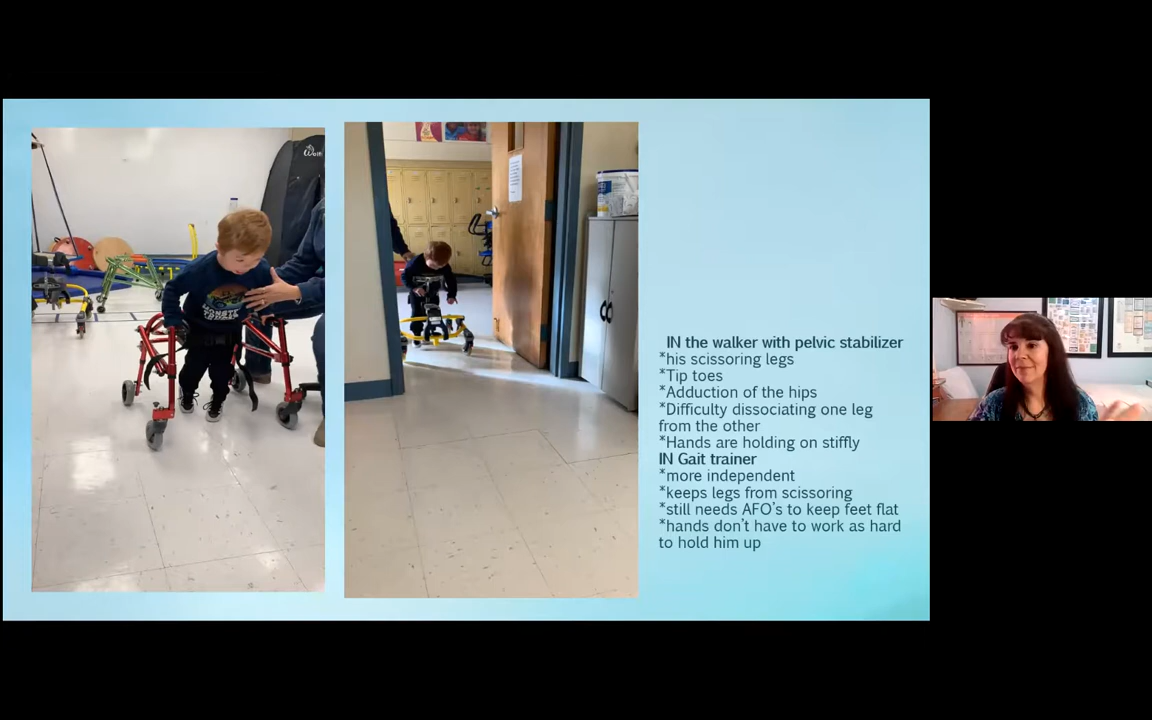 IN the walker with pelvic stabilizer
*his scissoring legs
*Tip toes
*Adduction of the hips
*Difficulty dissociating one leg
from the other
*Hands are holding on stiffly
IN Gait trainer
*more independent
*keeps legs from scissoring
*still needs AFO's to keep feet flat
*hands don't have to work as hard
to hold him up